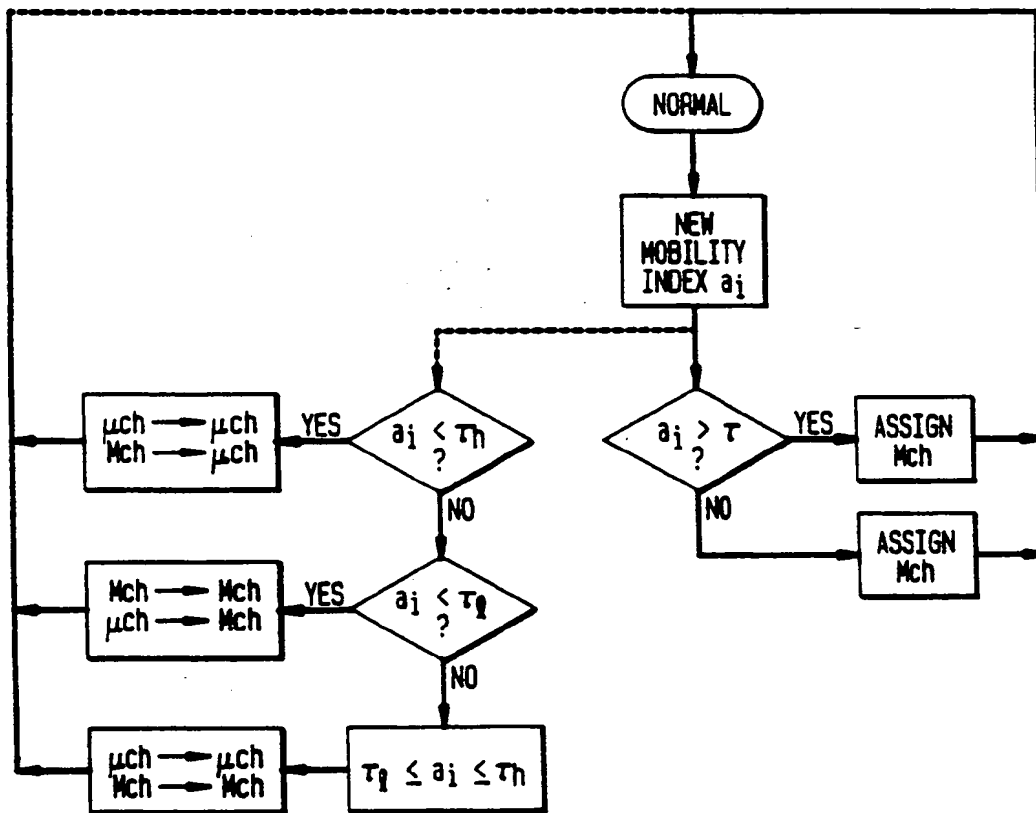 NORMAL
NEW
MOBILITY
INDEX ai
ai < τh
?
YES
NO
μch → μch
Mch → μch
ai < τℓ
?
YES
NO
Mch → Mch
μch → Mch
τℓ ≤ ai ≤ τh
μch → μch
Mch → Mch
ai > τ
?
YES
NO
ASSIGN
Mch
ASSIGN
Mch